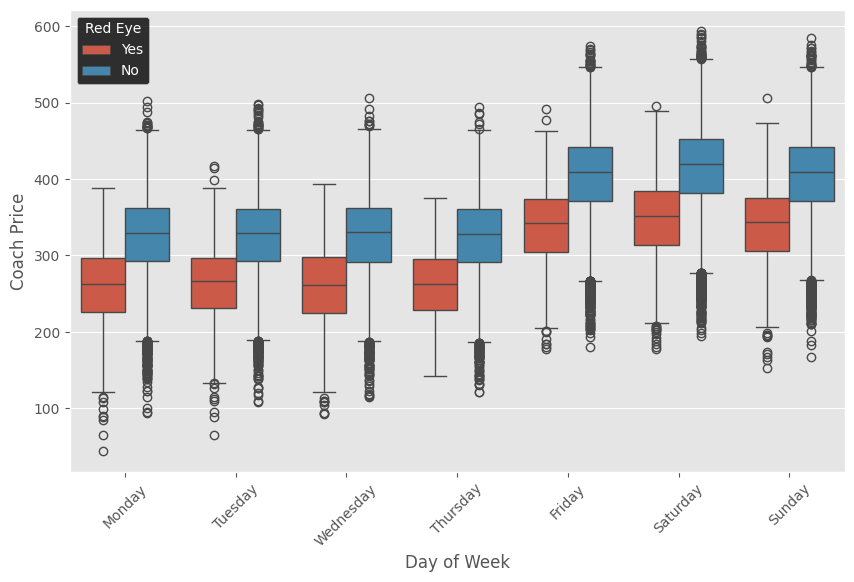 Red Eye
Yes
No
600
500
400
300
200
100
Coach Price
Monday
Tuesday
Wednesday
Thursday
Friday
Saturday
Sunday
Day of Week